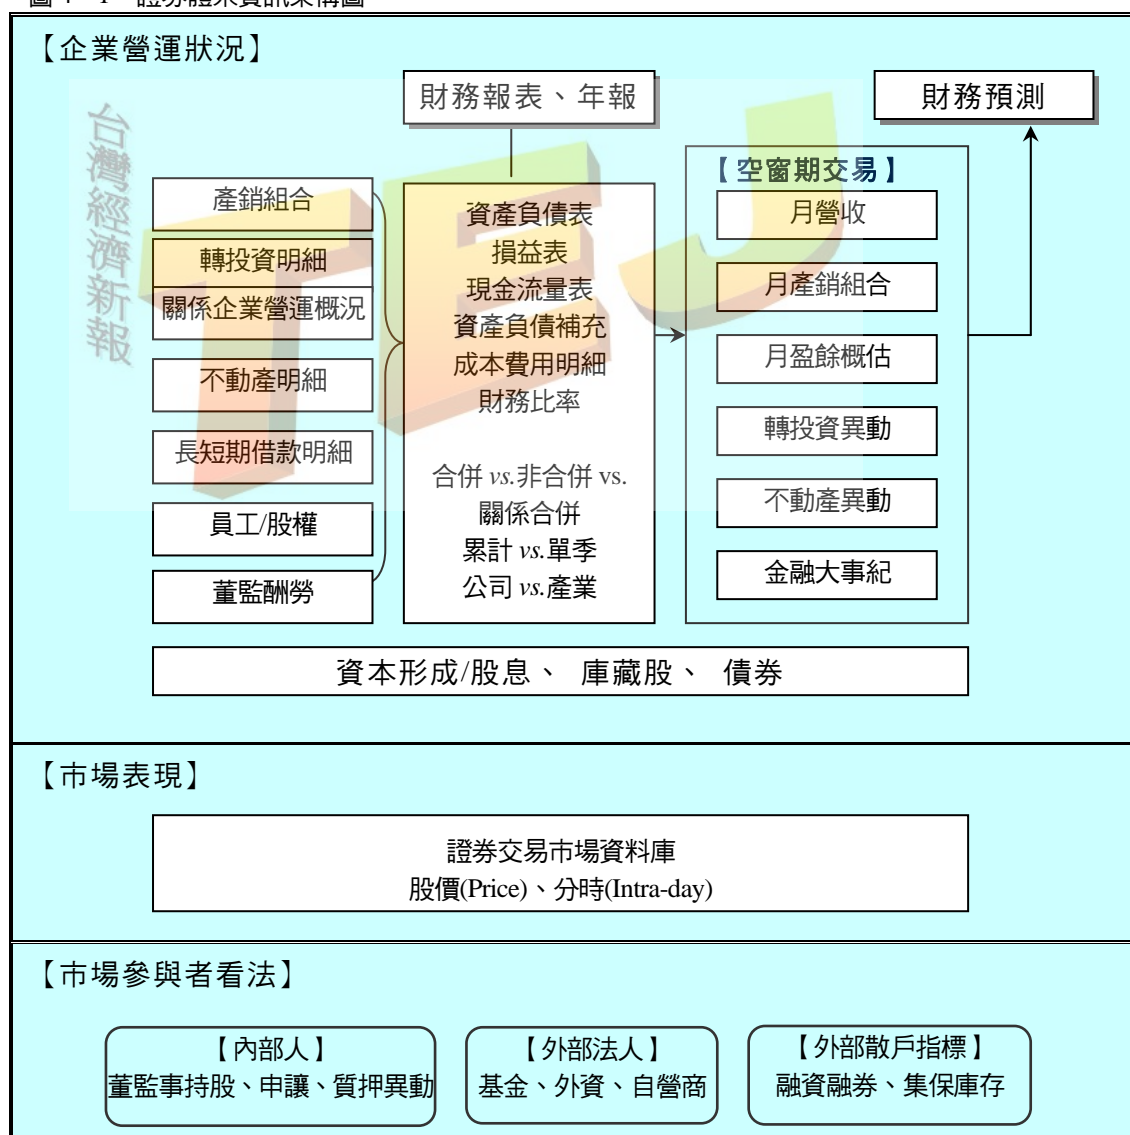 【企業營運狀況】
財務報表、年報
財務預測
台灣經濟新報
TEJ
產銷組合
轉投資明細
關係企業營運概況
不動產明細
長短期借款明細
員工/股權
董監酬勞
資產負債表
損益表
現金流量表
資產負債補充
成本費用明細
財務比率
合併 vs.非合併 vs.
關係合併
累計 vs.單季
公司 vs.產業
【空窗期交易】
月營收
月產銷組合
月盈餘概估
轉投資異動
不動產異動
金融大事紀
資本形成/股息、 庫藏股、 債券
【市場表現】
證券交易市場資料庫
股價(Price)、分時(Intra-day)
【市場參與者看法】
【內部人】
董監事持股、申讓、質押異動
【外部法人】
基金、外資、自營商
【外部散戶指標】
融資融券、集保庫存